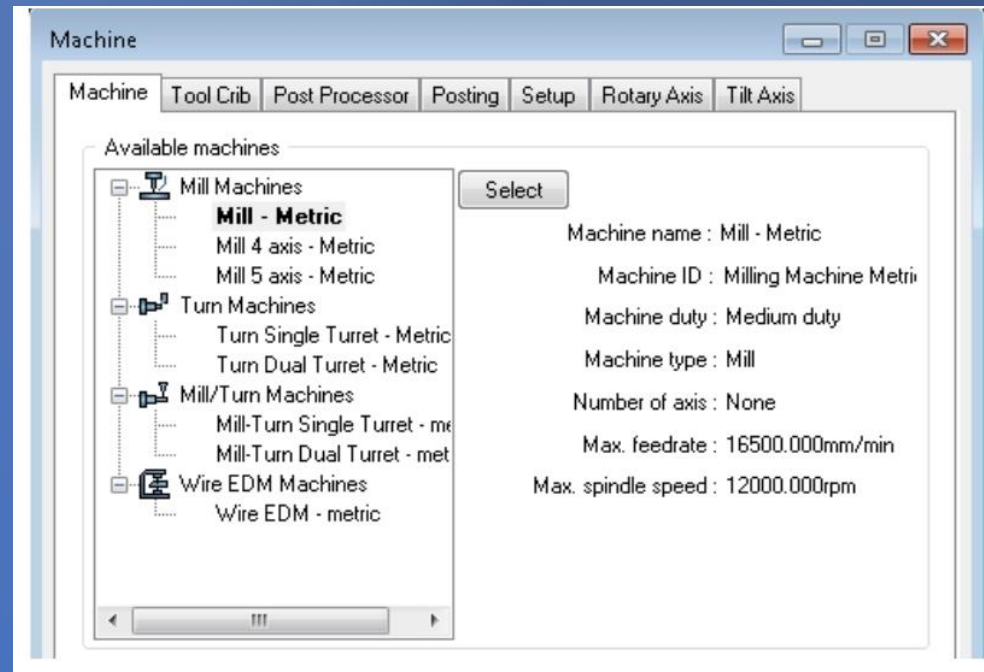 Machine
Machine Tool Crib Post Processor Posting Setup Rotary Axis Tilt Axis
Available machines
Mill Machines
Mill - Metric
Mill 4 axis - Metric
Mill 5 axis - Metric
Turn Machines
Turn Single Turret - Metric
Turn Dual Turret - Metric
Mill/Turn Machines
Mill-Turn Single Turret - me
Mill-Turn Dual Turret - met
Wire EDM Machines
Wire EDM - metric
Select
Machine name : Mill - Metric
Machine ID : Milling Machine Metri
Machine duty : Medium duty
Machine type : Mill
Number of axis : None
Max. feedrate : 16500.000mm/min
Max. spindle speed : 12000.000rpm